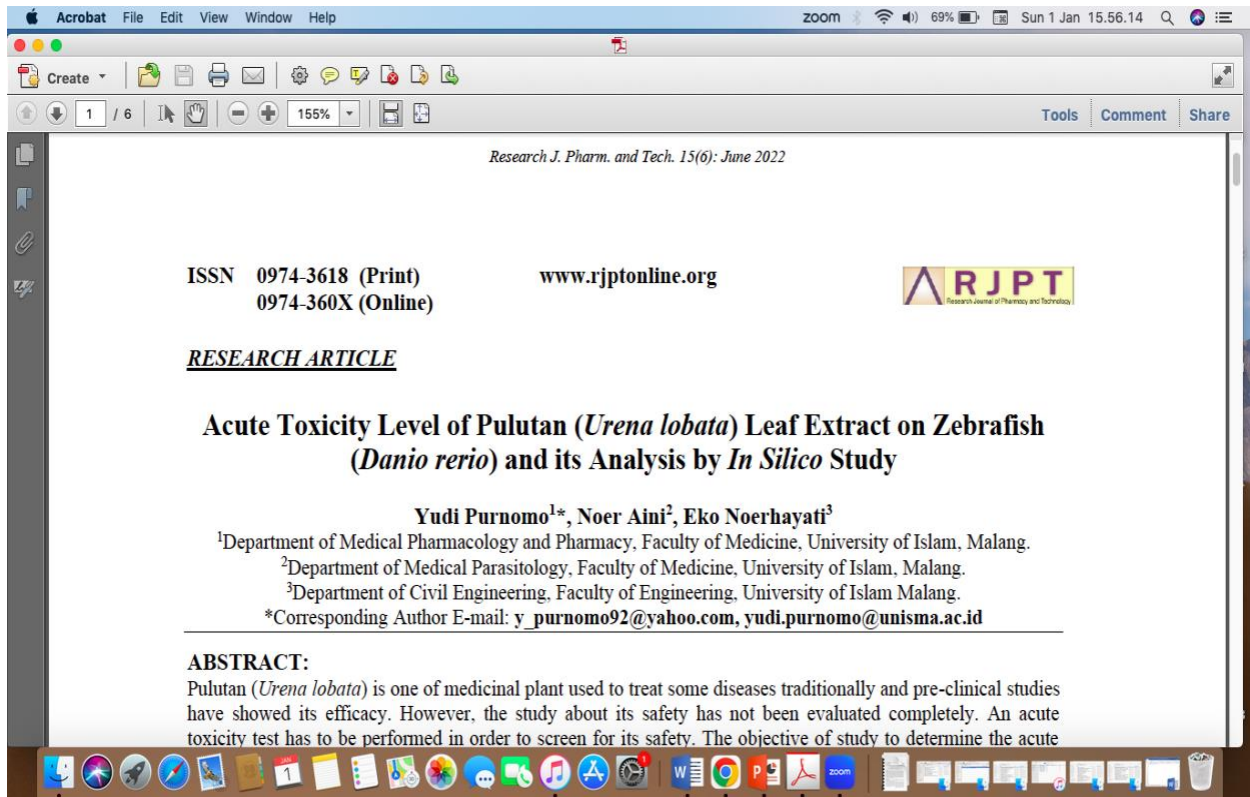 Acrobat File Edit View Window Help zoom 69% Sun 1 Jan 15.56.14
Create
1 / 6 155% Tools Comment Share
Research J. Pharm. and Tech. 15(6): June 2022
ISSN 0974-3618 (Print) www.rjptonline.org
0974-360X (Online)
RJPT
Research Journal of Pharmacy and Technology
RESEARCH ARTICLE
Acute Toxicity Level of Pulutan (Urena lobata) Leaf Extract on Zebrafish
(Danio rerio) and its Analysis by In Silico Study
Yudi Purnomo1*, Noer Aini2, Eko Noerhayati3
1Department of Medical Pharmacology and Pharmacy, Faculty of Medicine, University of Islam, Malang.
2Department of Medical Parasitology, Faculty of Medicine, University of Islam, Malang.
3Department of Civil Engineering, Faculty of Engineering, University of Islam Malang.
*Corresponding Author E-mail: y_purnomo92@yahoo.com, yudi.purnomo@unisma.ac.id
ABSTRACT:
Pulutan (Urena lobata) is one of medicinal plant used to treat some diseases traditionally and pre-clinical studies
have showed its efficacy. However, the study about its safety has not been evaluated completely. An acute
toxicity test has to be performed in order to screen for its safety. The objective of study to determine the acute
JAN
1
1
W P zoom